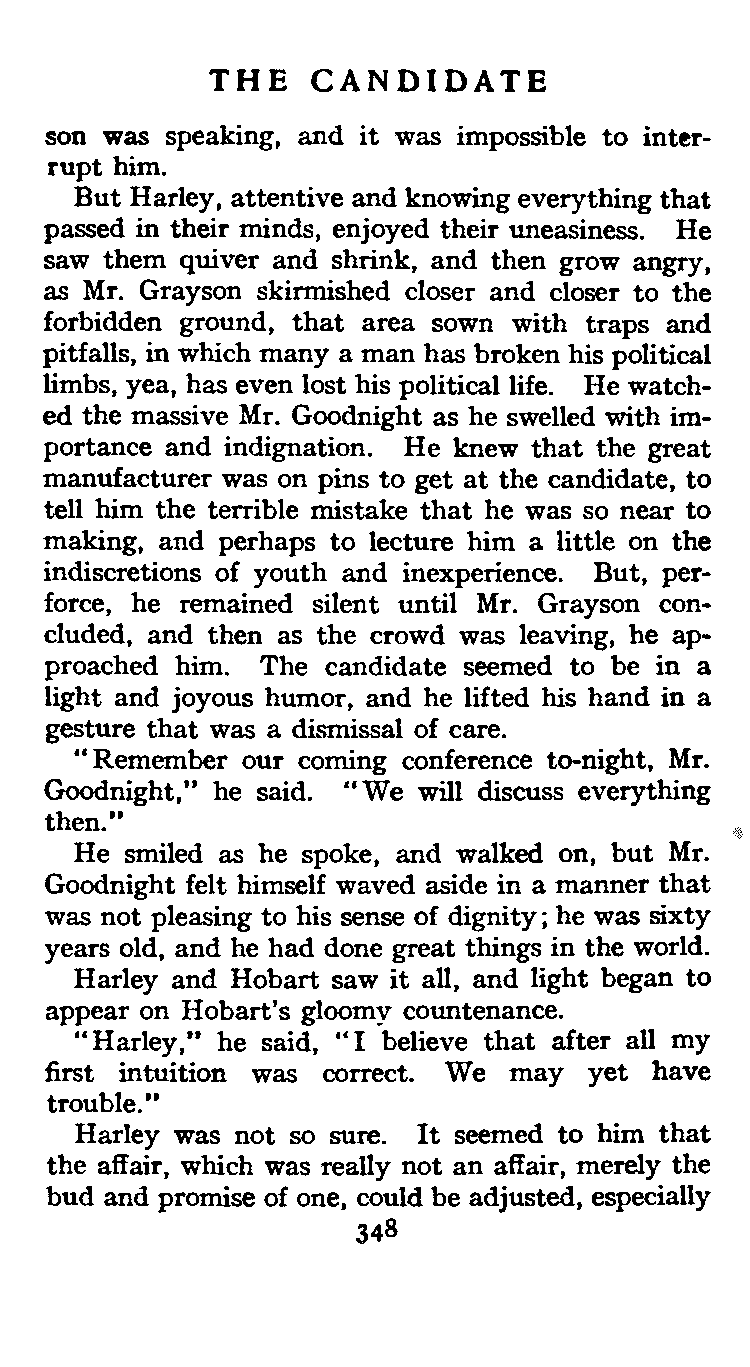 THE CANDIDATE
son was speaking, and it was impossible to inter-
rupt him.
But Harley, attentive and knowing everything that
passed in their minds, enjoyed their uneasiness. He
saw them quiver and shrink, and then grow angry,
as Mr. Grayson skirmished closer and closer to the
forbidden ground, that area sown with traps and
pitfalls, in which many a man has broken his political
limbs, yea, has even lost his political life. He watch-
ed the massive Mr. Goodnight as he swelled with im-
portance and indignation. He knew that the great
manufacturer was on pins to get at the candidate, to
tell him the terrible mistake that he was so near to
making, and perhaps to lecture him a little on the
indiscretions of youth and inexperience. But, per-
force, he remained silent until Mr. Grayson con-
cluded, and then as the crowd was leaving, he ap-
proached him. The candidate seemed to be in a
light and joyous humor, and he lifted his hand in a
gesture that was a dismissal of care.
"Remember our coming conference to-night, Mr.
Goodnight," he said. "We will discuss everything
then."
He smiled as he spoke, and walked on, but Mr.
Goodnight felt himself waved aside in a manner that
was not pleasing to his sense of dignity; he was sixty
years old, and he had done great things in the world.
Harley and Hobart saw it all, and light began to
appear on Hobart's gloomy countenance.
"Harley," he said, "I believe that after all my
first intuition was correct. We may yet have
trouble."
Harley was not so sure. It seemed to him that
the affair, which was really not an affair, merely the
bud and promise of one, could be adjusted, especially
348